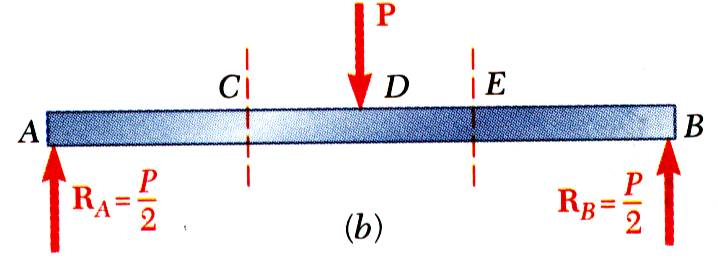 P
C D E
A B
R_A = P/2
R_B = P/2
(b)